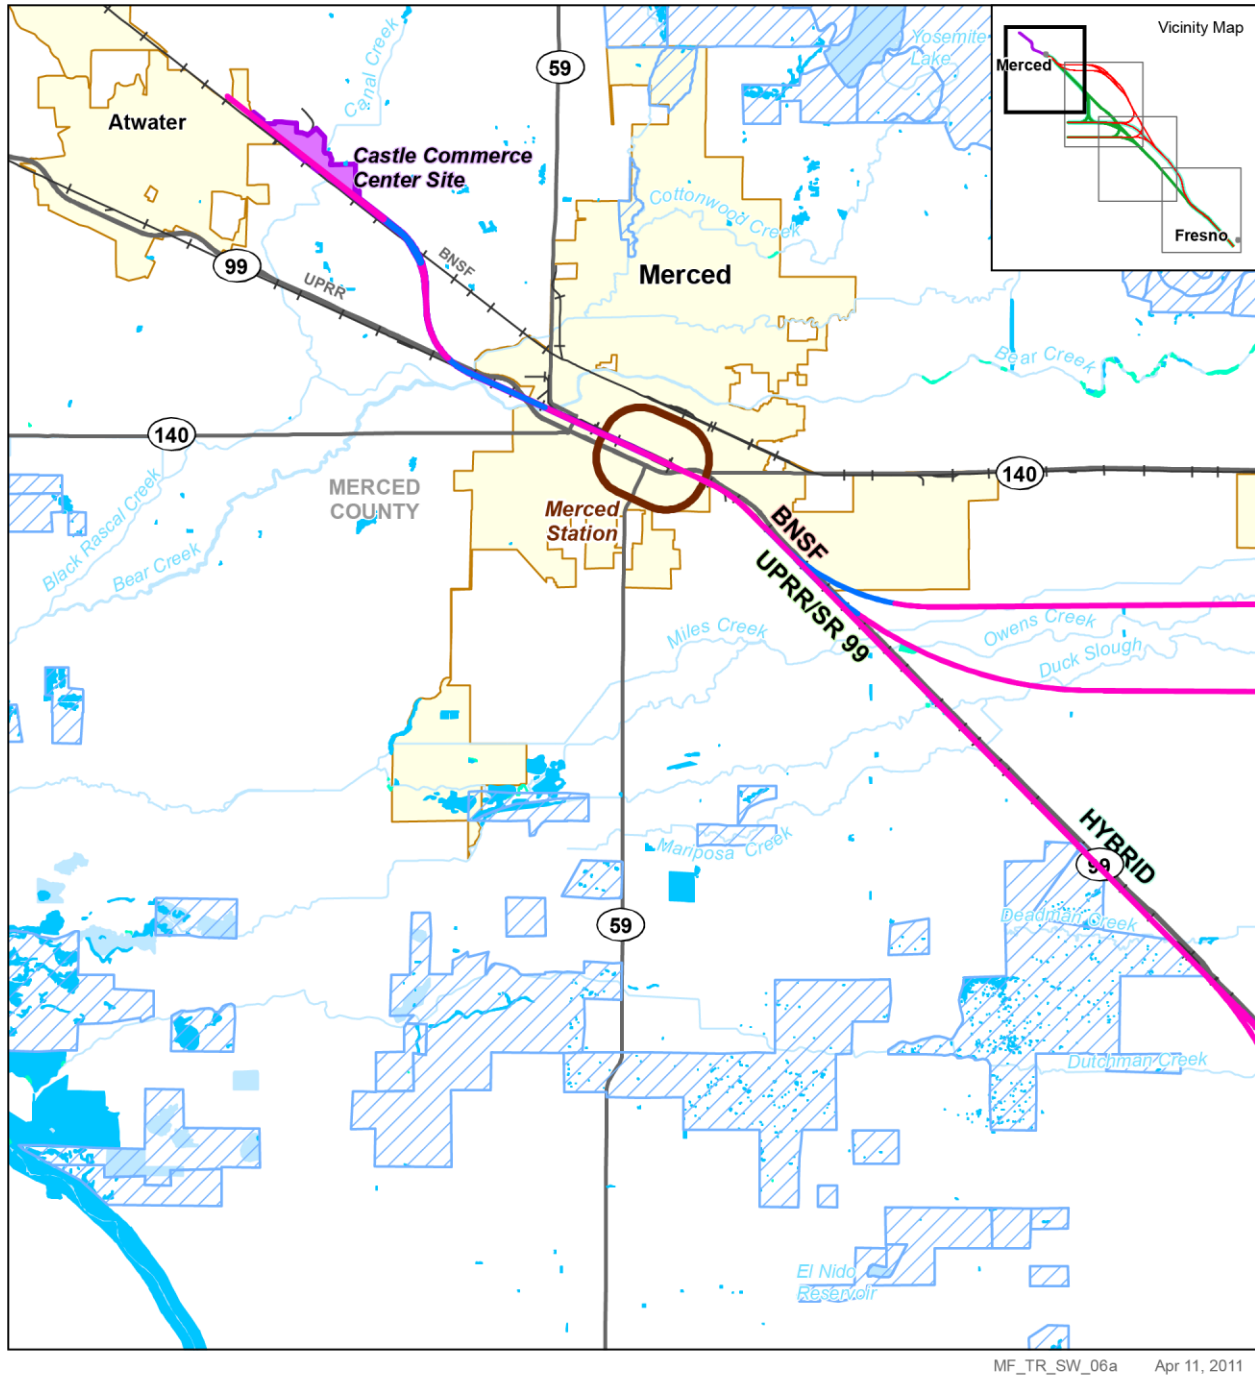 Vicinity Map
Merced
Fresno
59
Canal Creek
Yosemite
Lake
Atwater
Castle Commerce
Center Site
Cottonwood Creek
99
BNSF
UPRR
Merced
Bear Creek
140
140
MERCED
COUNTY
Merced
Station
Black Rascal Creek
Bear Creek
BNSF
UPRR/SR 99
Miles Creek
Owens Creek
Duck Slough
HYBRID
99
Mariposa Creek
59
Deadman Creek
Dutchman Creek
El Nido
Reservoir
MF_TR_SW_06a Apr 11, 2011